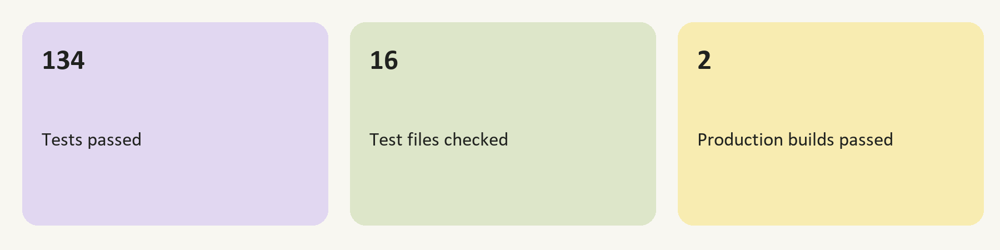 134
Tests passed
16
Test files checked
2
Production builds passed